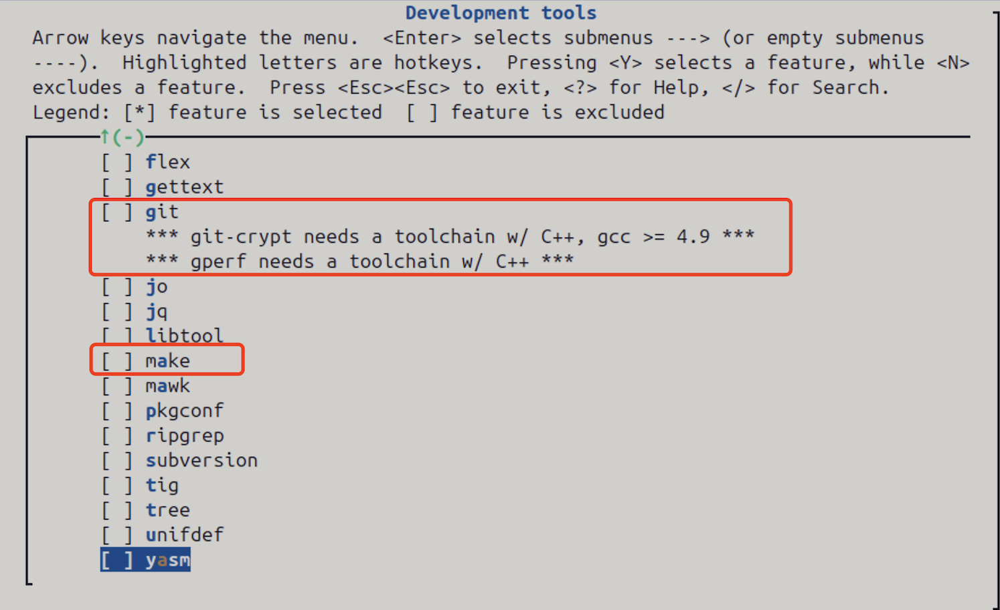 Development tools
Arrow keys navigate the menu.  <Enter> selects submenus ---> (or empty submenus
----).  Highlighted letters are hotkeys.  Pressing <Y> selects a feature, while <N>
excludes a feature.  Press <Esc><Esc> to exit, <?> for Help, </> for Search.
Legend: [*] feature is selected  [ ] feature is excluded
↑(-)
[ ] flex
[ ] gettext
[ ] git
*** git-crypt needs a toolchain w/ C++, gcc >= 4.9 ***
*** gperf needs a toolchain w/ C++ ***
[ ] jo
[ ] jq
[ ] libtool
[ ] make
[ ] mawk
[ ] pkgconf
[ ] ripgrep
[ ] subversion
[ ] tig
[ ] tree
[ ] unifdef
[ ] yasm